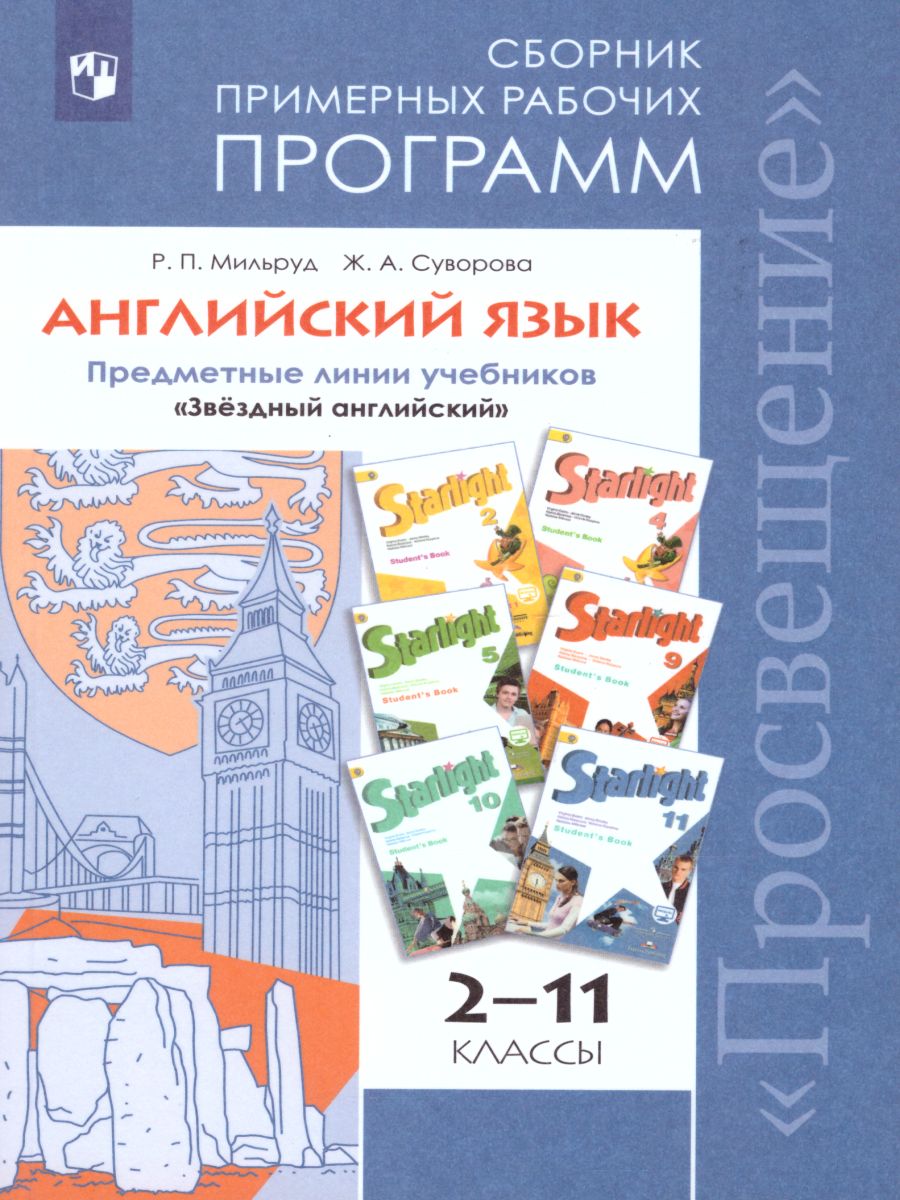 ИП
СБОРНИК
ПРИМЕРНЫХ РАБОЧИХ
ПРОГРАММ
«Просвещение»
Р. П. Мильруд Ж. А. Суворова
АНГЛИЙСКИЙ ЯЗЫК
Предметные линии учебников
«Звёздный английский»
Starlight
2
Student's Book
Starlight
4
Student's Book
Starlight
5
Student's Book
Starlight
9
Student's Book
Starlight
10
Student's Book
Starlight
11
Student's Book
2–11
КЛАССЫ